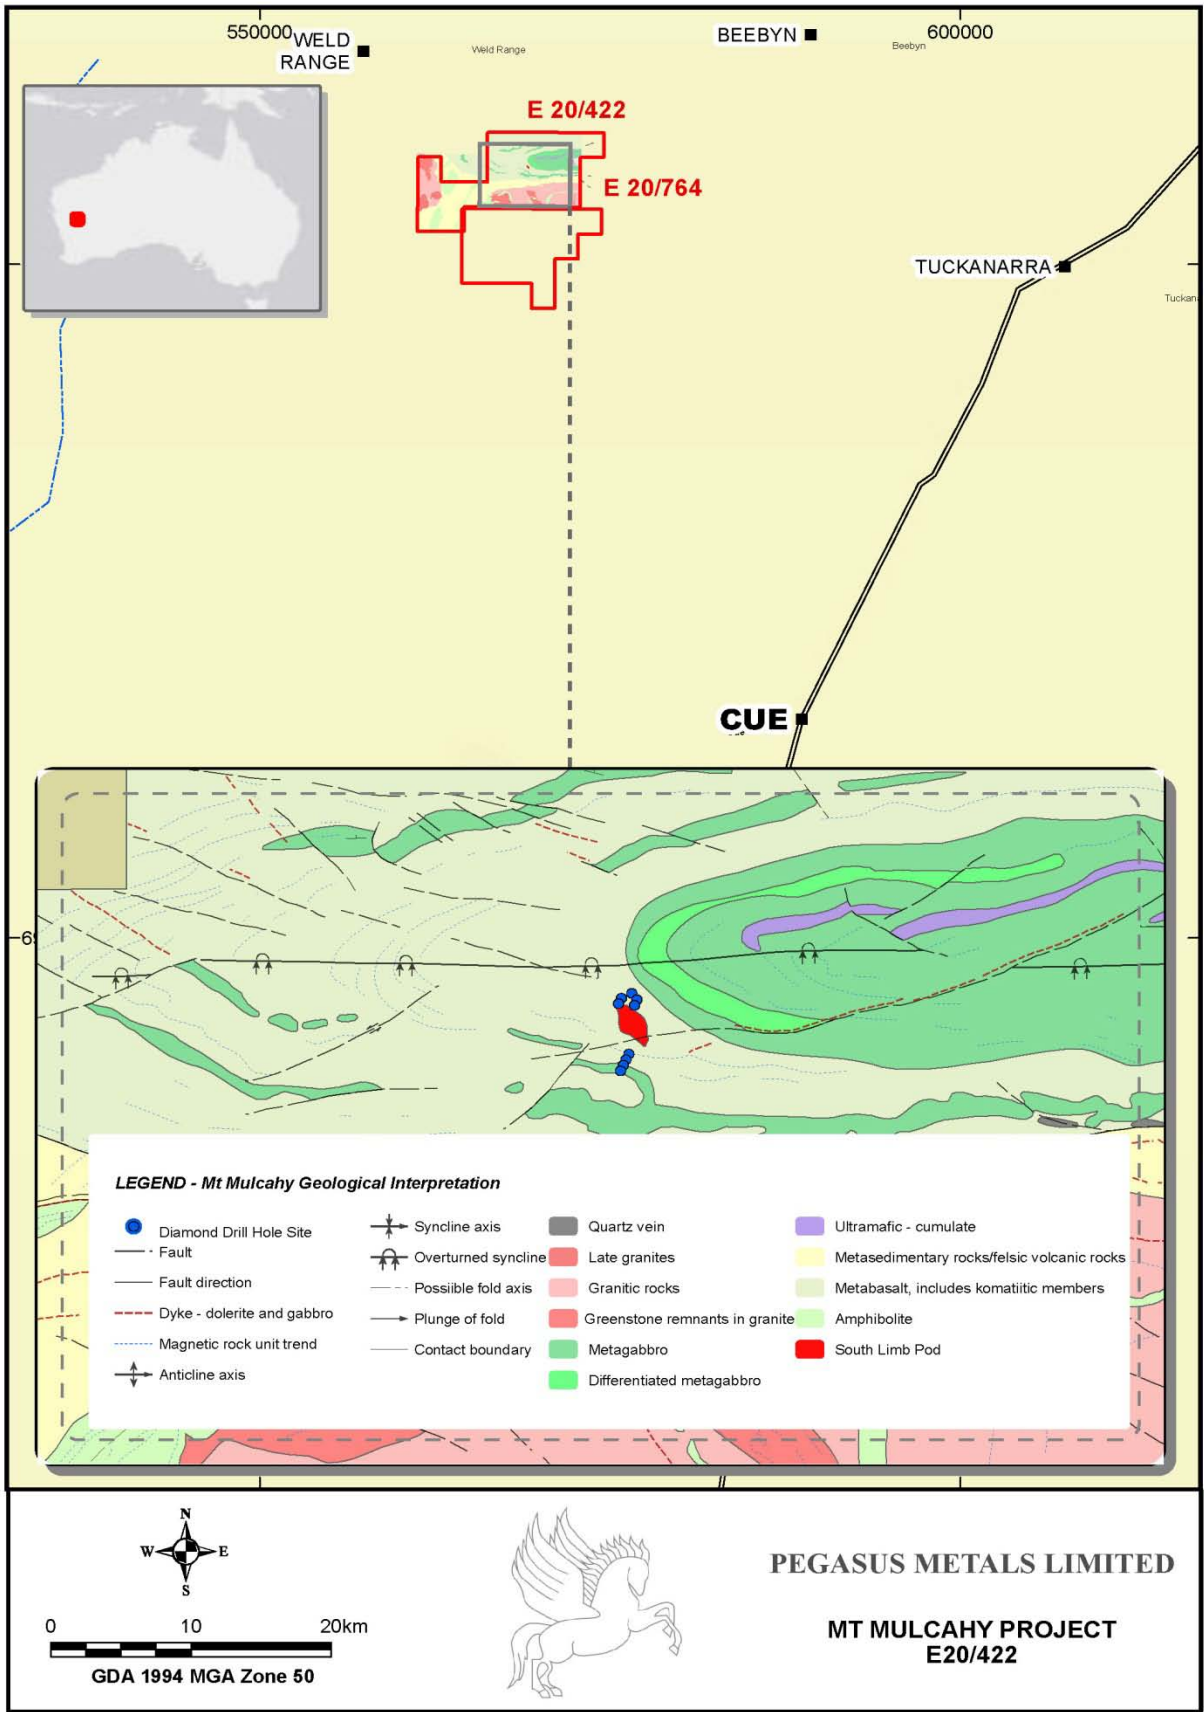 550000
600000
WELD
RANGE
Weld Range
BEEBYN
Beebyn
E 20/422
E 20/764
TUCKANARRA
Tuckana
CUE
69
LEGEND - Mt Mulcahy Geological Interpretation
Diamond Drill Hole Site
Fault
Fault direction
Dyke - dolerite and gabbro
Magnetic rock unit trend
Anticline axis
Syncline axis
Overturned syncline
Possiible fold axis
Plunge of fold
Contact boundary
Quartz vein
Late granites
Granitic rocks
Greenstone remnants in granite
Metagabbro
Differentiated metagabbro
Ultramafic - cumulate
Metasedimentary rocks/felsic volcanic rocks
Metabasalt, includes komatiitic members
Amphibolite
South Limb Pod
N
W E
S
0 10 20km
GDA 1994 MGA Zone 50
PEGASUS METALS LIMITED
MT MULCAHY PROJECT
E20/422